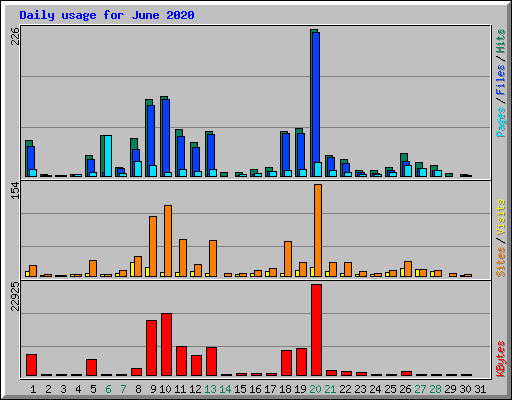 Daily usage for June 2020
226
Pages / Files / Hits
154
Sites / Visits
22925
KBytes
1 2 3 4 5 6 7 8 9 10 11 12 13 14 15 16 17 18 19 20 21 22 23 24 25 26 27 28 29 30 31